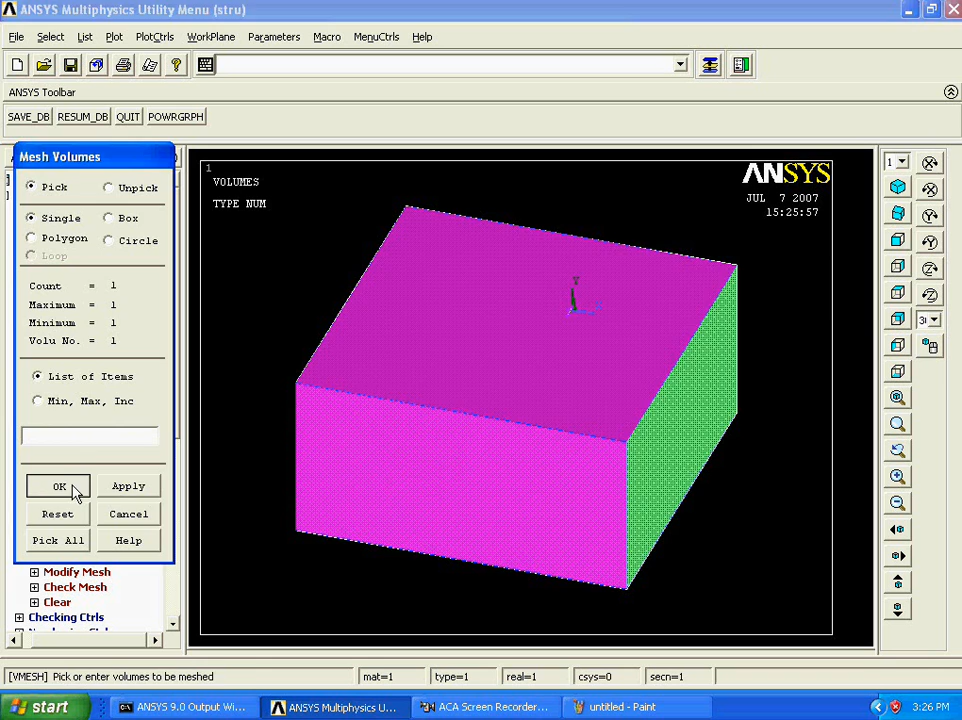 ANSYS Multiphysics Utility Menu (stru)
File Select List Plot PlotCtrls WorkPlane Parameters Macro MenuCtrls Help
ANSYS Toolbar
SAVE_DB RESUM_DB QUIT POWRGRPH
Mesh Volumes
Pick Unpick
Single Box
Polygon Circle
Loop
Count = 1
Maximum = 1
Minimum = 1
Volu No. = 1
List of Items
Min, Max, Inc
OK Apply
Reset Cancel
Pick All Help
Modify Mesh
Check Mesh
Clear
Checking Ctrls
1
VOLUMES
TYPE NUM
ANSYS
JUL 7 2007
15:25:57
Y
1
[VMESH] Pick or enter volumes to be meshed mat=1 type=1 real=1 csys=0 secn=1
start ANSYS 9.0 Output Wi... ANSYS Multiphysics U... ACA Screen Recorder... untitled - Paint 3:26 PM